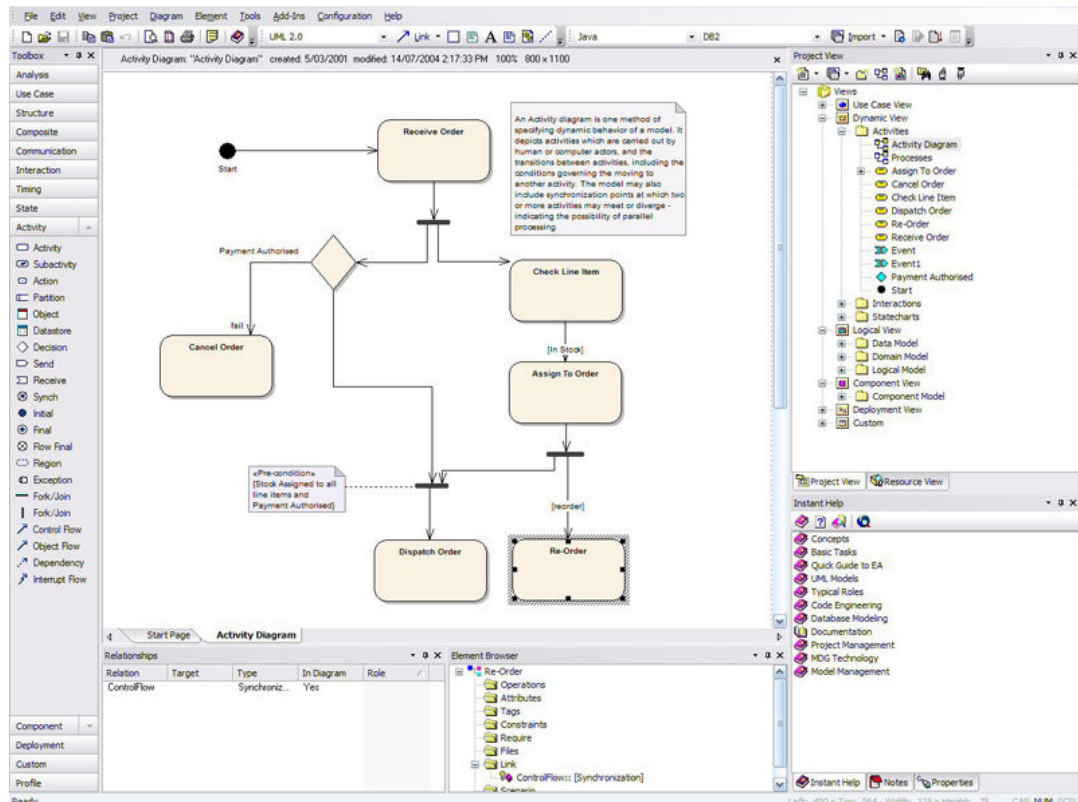 File Edit View Project Diagram Element Tools Add-Ins Configuration Help
UML 2.0 Link Java DB2 Import
Toolbox
Analysis
Use Case
Structure
Composite
Communication
Interaction
Timing
State
Activity
Activity
Subactivity
Action
Partition
Object
Datastore
Decision
Send
Receive
Synch
Initial
Final
Flow Final
Region
Exception
Fork/Join
Fork/Join
Control Flow
Object Flow
Dependency
Interrupt Flow
Component
Deployment
Custom
Profile
Activity Diagram: "Activity Diagram" created: 5/03/2001 modified: 14/07/2004 2:17:33 PM 100% 800 x 1100
Start
Receive Order
An Activity diagram is one method of
specifying dynamic behavior of a model. It
depicts activities which are carried out by
human or computer actors, and the
transitions between activities, including the
conditions governing the moving to
another activity. The model may also
include synchronization points at which two
or more activities may meet or diverge -
indicating the possibility of parallel
processing.
Payment Authorised
Check Line Item
fail
Cancel Order
[In Stock]
Assign To Order
«Pre-condition»
[Stock Assigned to all
line items and
Payment Authorised]
[reorder]
Dispatch Order
Re-Order
Start Page Activity Diagram
Relationships
Relation Target Type In Diagram Role
ControlFlow Synchroniz... Yes
Element Browser
Re-Order
Operations
Attributes
Tags
Constraints
Require
Files
Link
ControlFlow:: [Synchronization]
Scenario
Project View
Views
Use Case View
Dynamic View
Activities
Activity Diagram
Processes
Assign To Order
Cancel Order
Check Line Item
Dispatch Order
Re-Order
Receive Order
Event
Event1
Payment Authorised
Start
Interactions
Statecharts
Logical View
Data Model
Domain Model
Logical Model
Component View
Component Model
Deployment View
Custom
Project View Resource View
Instant Help
Concepts
Basic Tasks
Quick Guide to EA
UML Models
Typical Roles
Code Engineering
Database Modeling
Documentation
Project Management
MDG Technology
Model Management
Instant Help Notes Properties
Ready